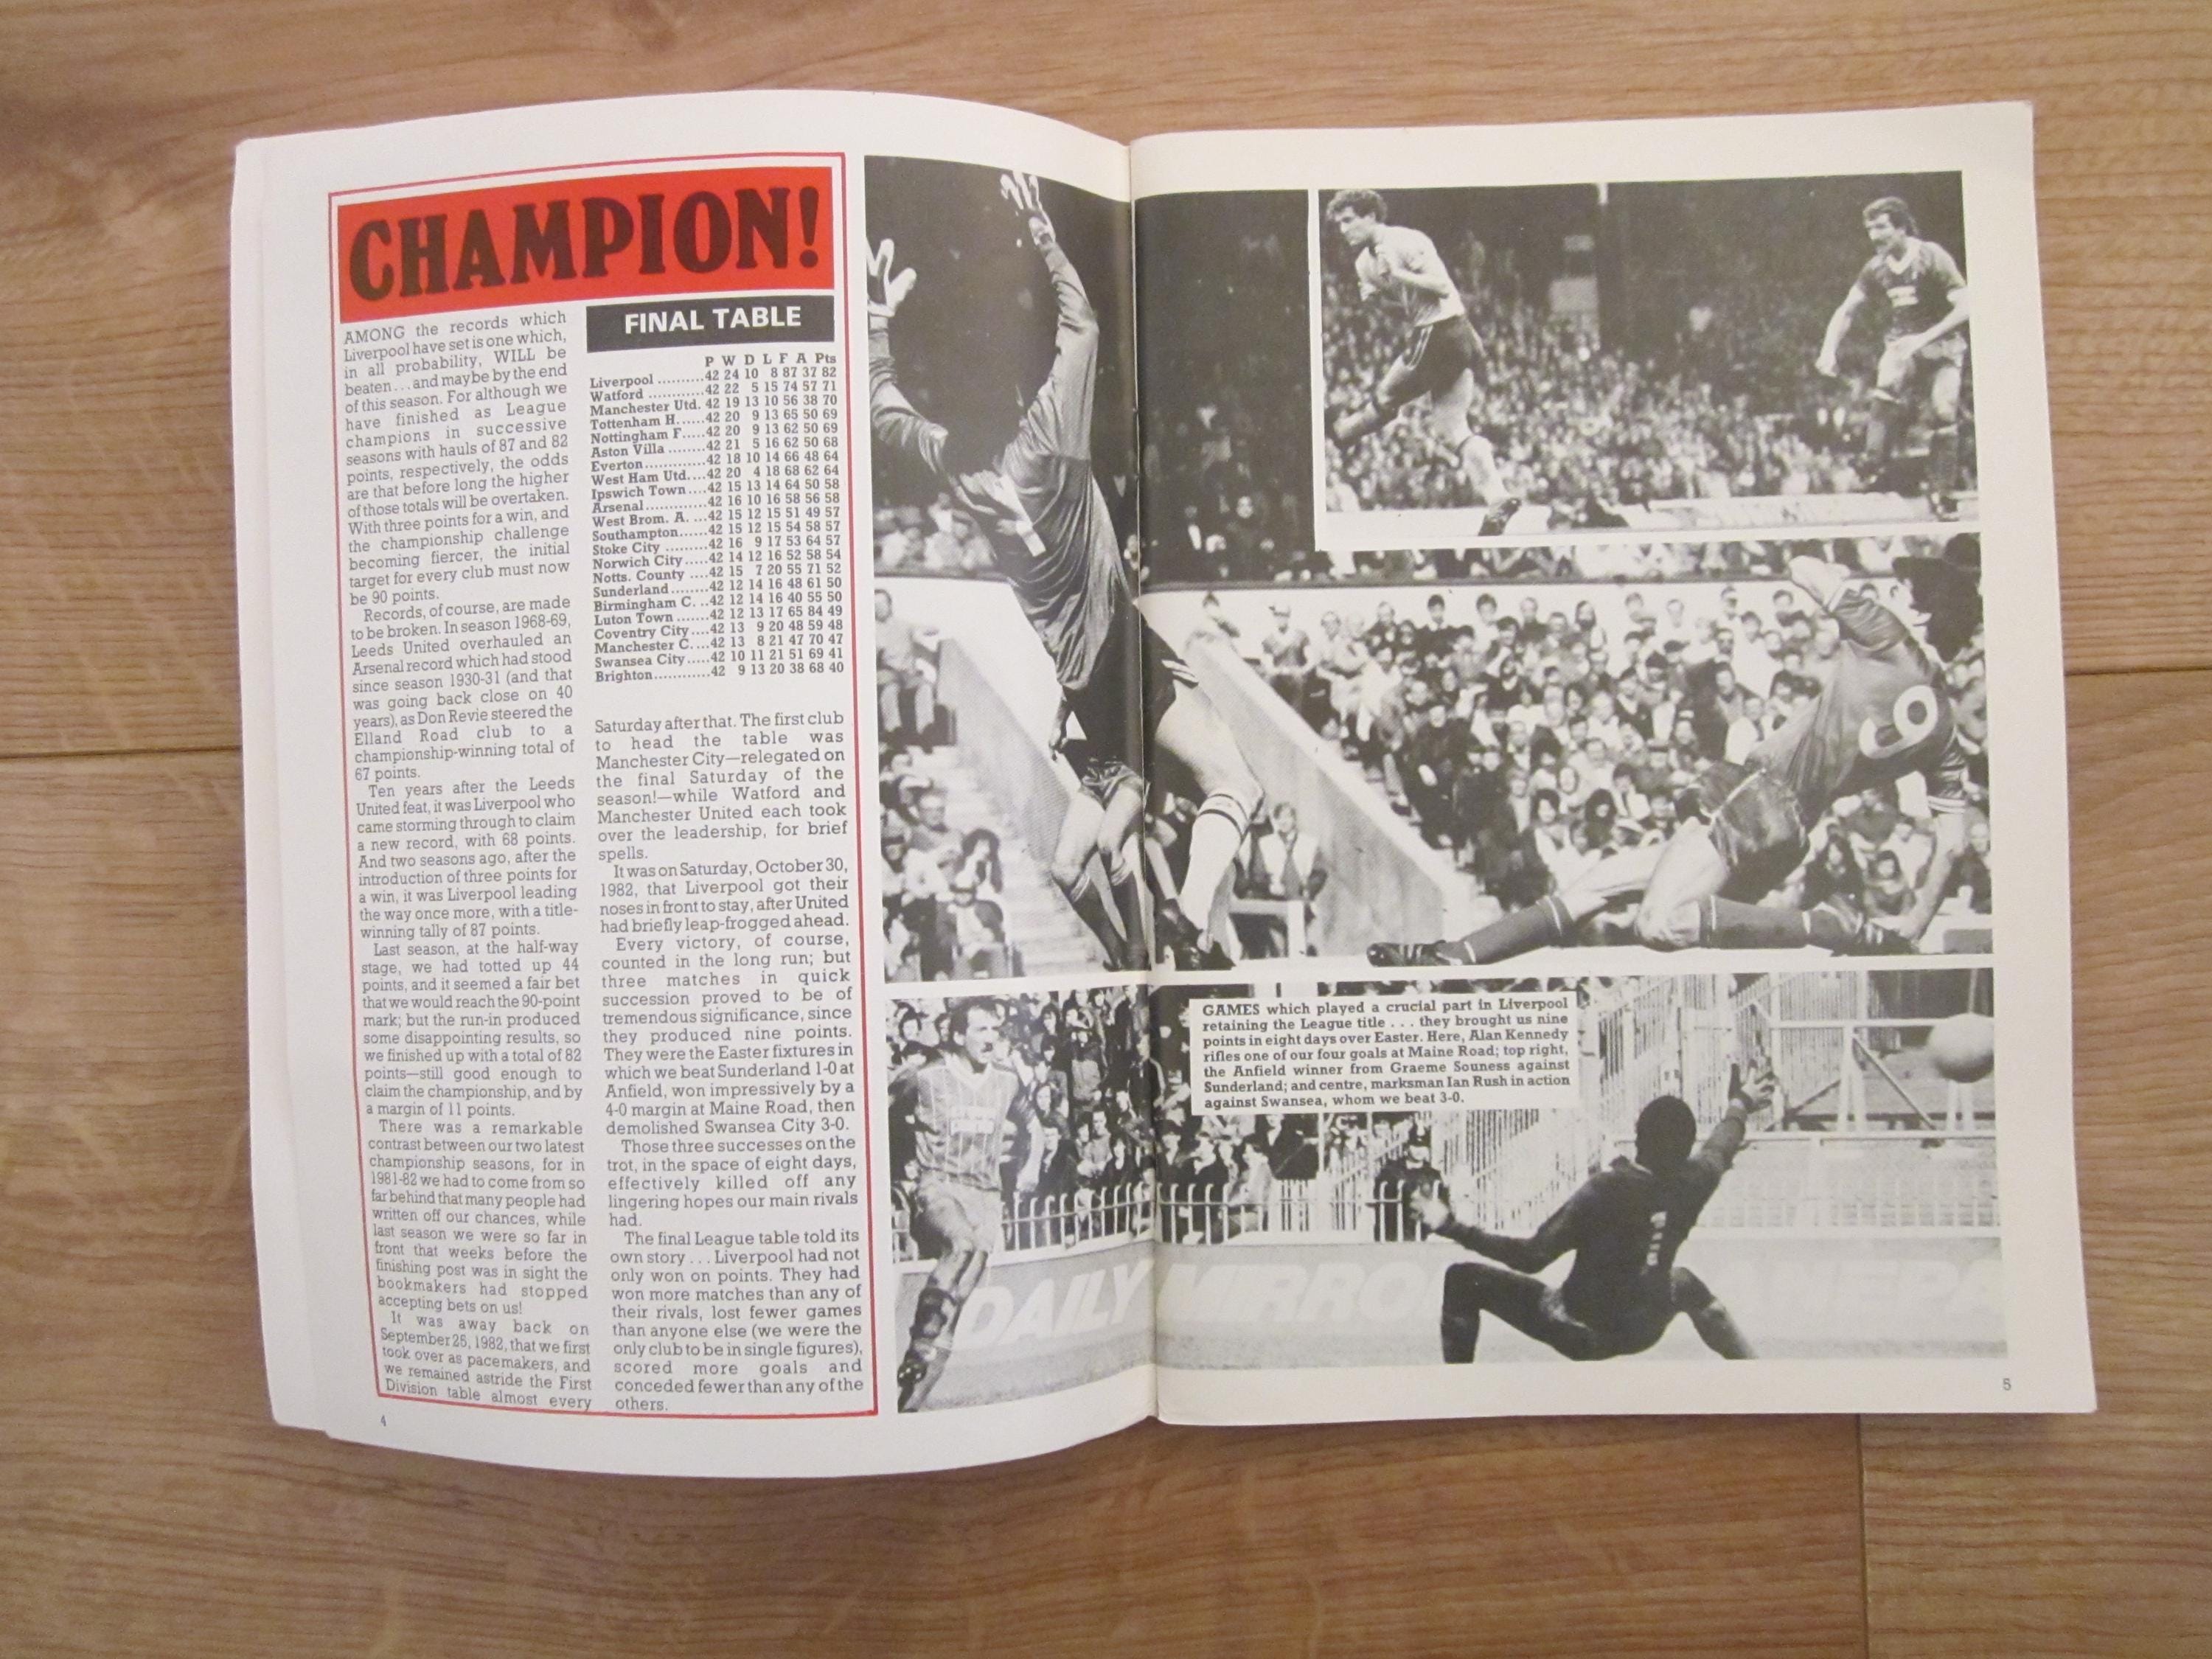 CHAMPION!
AMONG the records which
Liverpool have set is one which,
in all probability, WILL be
beaten...and maybe by the end
of this season. For although we
have finished as League
champions in successive
seasons with hauls of 87 and 82
points, respectively, the odds
are that before long the higher
of those totals will be overtaken.
With three points for a win, and
the championship challenge
becoming fiercer, the initial
target for every club must now
be 90 points.
Records, of course, are made
to be broken. In season 1968-69,
Leeds United overhauled an
Arsenal record which had stood
since season 1930-31 (and that
was going back close on 40
years), as Don Revie steered the
Elland Road club to a
championship-winning total of
67 points.
Ten years after the Leeds
United feat, it was Liverpool who
came storming through to claim
a new record, with 68 points.
And two seasons ago, after the
introduction of three points for
a win, it was Liverpool leading
the way once more, with a title-
winning tally of 87 points.
Last season, at the half-way
stage, we had totted up 44
points, and it seemed a fair bet
that we would reach the 90-point
mark; but the run-in produced
some disappointing results, so
we finished up with a total of 82
points—still good enough to
claim the championship, and by
a margin of 11 points.
There was a remarkable
contrast between our two latest
championship seasons, for in
1981-82 we had to come from so
far behind that many people had
written off our chances, while
last season we were so far in
front that weeks before the
finishing post was in sight the
bookmakers had stopped
accepting bets on us!
It was away back on
September 25, 1982, that we first
took over as pacemakers, and
we remained astride the First
Division table almost every
FINAL TABLE
P W D L F A Pts
Liverpool ..........42 24 10 8 87 37 82
Watford ............42 22 5 15 74 57 71
Manchester Utd. 42 19 13 10 56 38 70
Tottenham H......42 20 9 13 65 50 69
Nottingham F.....42 20 9 13 62 50 69
Aston Villa ........42 21 5 16 62 50 68
Everton.............42 18 10 14 66 48 64
West Ham Utd....42 20 4 18 68 62 64
Ipswich Town....42 15 13 14 64 50 58
Arsenal.............42 16 10 16 58 56 58
West Brom. A. ...42 15 12 15 51 49 57
Southampton......42 15 12 15 54 58 57
Stoke City .........42 16 9 17 53 64 57
Norwich City.....42 14 12 16 52 58 54
Notts. County ....42 15 7 20 55 71 52
Sunderland........42 12 14 16 48 61 50
Birmingham C. ..42 12 14 16 40 55 50
Luton Town .......42 12 13 17 65 84 49
Coventry City....42 13 9 20 48 59 48
Manchester C....42 13 8 21 47 70 47
Swansea City.....42 10 11 21 51 69 41
Brighton...........42 9 13 20 38 68 40
Saturday after that. The first club
to head the table was
Manchester City—relegated on
the final Saturday of the
season!—while Watford and
Manchester United each took
over the leadership, for brief
spells.
It was on Saturday, October 30,
1982, that Liverpool got their
noses in front to stay, after United
had briefly leap-frogged ahead.
Every victory, of course,
counted in the long run; but
three matches in quick
succession proved to be of
tremendous significance, since
they produced nine points.
They were the Easter fixtures in
which we beat Sunderland 1-0 at
Anfield, won impressively by a
4-0 margin at Maine Road, then
demolished Swansea City 3-0.
Those three successes on the
trot, in the space of eight days,
effectively killed off any
lingering hopes our main rivals
had.
The final League table told its
own story . . . Liverpool had not
only won on points. They had
won more matches than any of
their rivals, lost fewer games
than anyone else (we were the
only club to be in single figures),
scored more goals and
conceded fewer than any of the
others.
4
9
GAMES which played a crucial part in Liverpool
retaining the League title . . . they brought us nine
points in eight days over Easter. Here, Alan Kennedy
rifles one of our four goals at Maine Road; top right,
the Anfield winner from Graeme Souness against
Sunderland; and centre, marksman Ian Rush in action
against Swansea, whom we beat 3-0.
DAILY
5